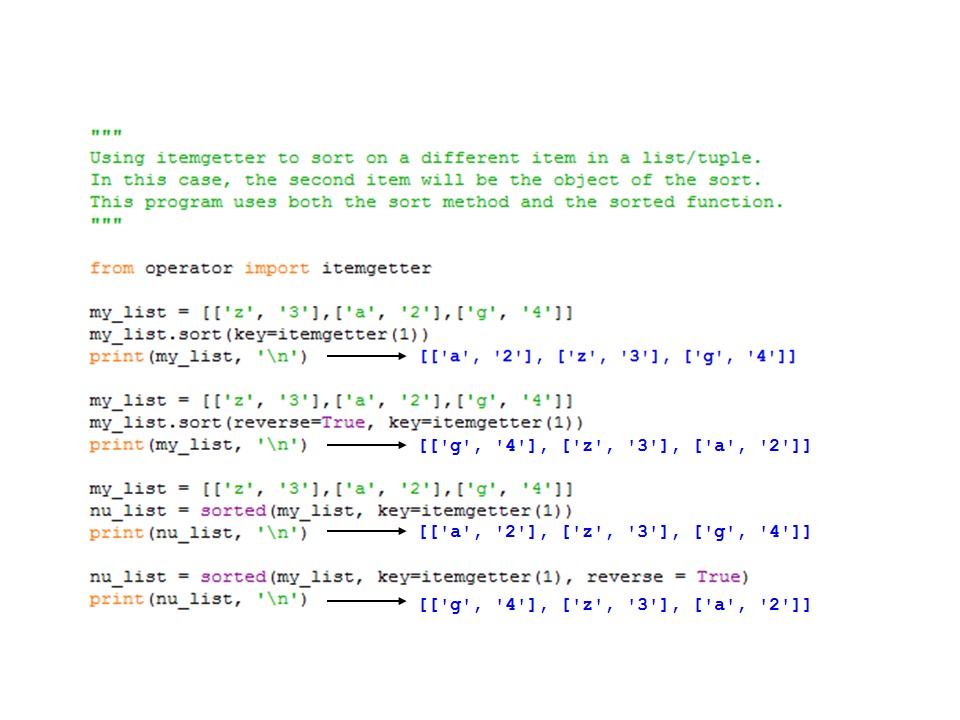 """
Using itemgetter to sort on a different item in a list/tuple.
In this case, the second item will be the object of the sort.
This program uses both the sort method and the sorted function.
"""
from operator import itemgetter
my_list = [['z', '3'],['a', '2'],['g', '4']]
my_list.sort(key=itemgetter(1))
print(my_list, '\n') [['a', '2'], ['z', '3'], ['g', '4']]
my_list = [['z', '3'],['a', '2'],['g', '4']]
my_list.sort(reverse=True, key=itemgetter(1))
print(my_list, '\n') [['g', '4'], ['z', '3'], ['a', '2']]
my_list = [['z', '3'],['a', '2'],['g', '4']]
nu_list = sorted(my_list, key=itemgetter(1))
print(nu_list, '\n') [['a', '2'], ['z', '3'], ['g', '4']]
nu_list = sorted(my_list, key=itemgetter(1), reverse = True)
print(nu_list, '\n') [['g', '4'], ['z', '3'], ['a', '2']]